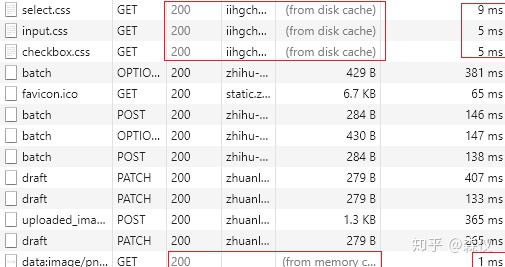 select.css GET 200 iihgch... (from disk cache) 9 ms
input.css GET 200 iihgch... (from disk cache) 5 ms
checkbox.css GET 200 iihgch... (from disk cache) 5 ms
batch OPTIO... 200 zhihu-... 429 B 381 ms
favicon.ico GET 200 static.z... 6.7 KB 65 ms
batch POST 200 zhihu-... 284 B 146 ms
batch OPTIO... 200 zhihu-... 430 B 147 ms
batch POST 200 zhihu-... 284 B 138 ms
draft PATCH 200 zhuanl... 279 B 407 ms
draft PATCH 200 zhuanl... 279 B 133 ms
uploaded_ima... POST 200 zhuanl... 1.3 KB 365 ms
draft PATCH 200 zhuanl... 279 B 265 ms
知乎
data:image/pn... GET 200 (from memory c... 1 ms